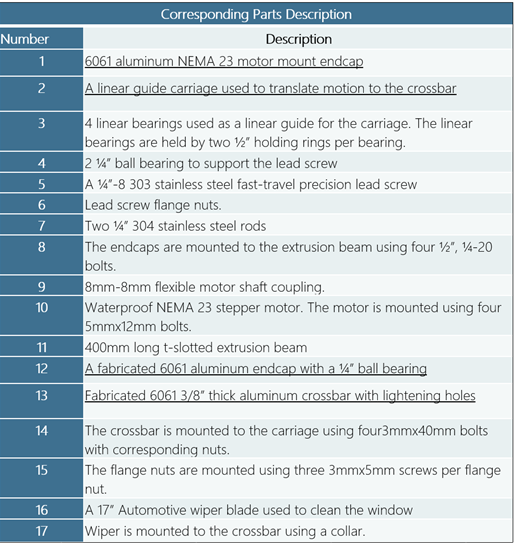 Corresponding Parts Description
Number Description
1 6061 aluminum NEMA 23 motor mount endcap
2 A linear guide carriage used to translate motion to the crossbar
3 4 linear bearings used as a linear guide for the carriage. The linear
bearings are held by two ½” holding rings per bearing.
4 2 ¼” ball bearing to support the lead screw
5 A ¼”-8 303 stainless steel fast-travel precision lead screw
6 Lead screw flange nuts.
7 Two ¼” 304 stainless steel rods
8 The endcaps are mounted to the extrusion beam using four ½”, ¼-20
bolts.
9 8mm-8mm flexible motor shaft coupling.
10 Waterproof NEMA 23 stepper motor. The motor is mounted using four
5mmx12mm bolts.
11 400mm long t-slotted extrusion beam
12 A fabricated 6061 aluminum endcap with a ¼” ball bearing
13 Fabricated 6061 3/8” thick aluminum crossbar with lightening holes
14 The crossbar is mounted to the carriage using four3mmx40mm bolts
with corresponding nuts.
15 The flange nuts are mounted using three 3mmx5mm screws per flange
nut.
16 A 17” Automotive wiper blade used to clean the window
17 Wiper is mounted to the crossbar using a collar.